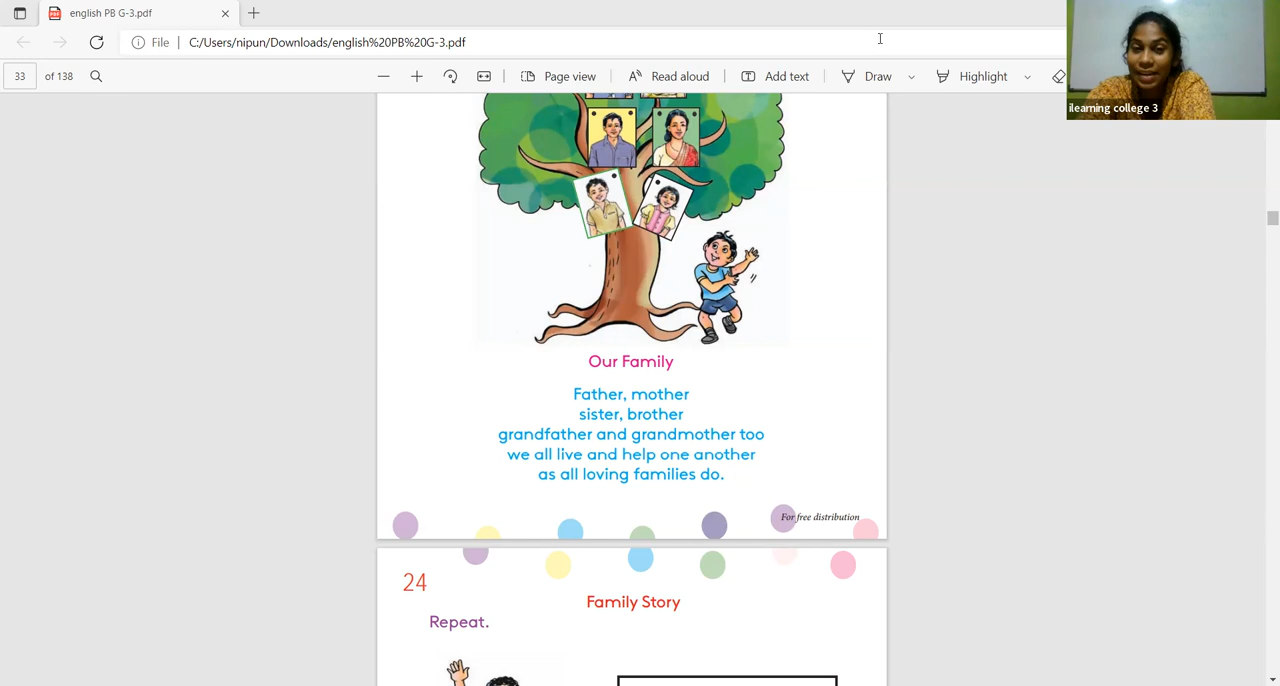 english PB G-3.pdf
File
C:/Users/nipun/Downloads/english%20PB%20G-3.pdf
33
of 138
Page view
Read aloud
Add text
Draw
Highlight
ilearning college 3
Our Family
Father, mother
sister, brother
grandfather and grandmother too
we all live and help one another
as all loving families do.
For free distribution
24
Family Story
Repeat.